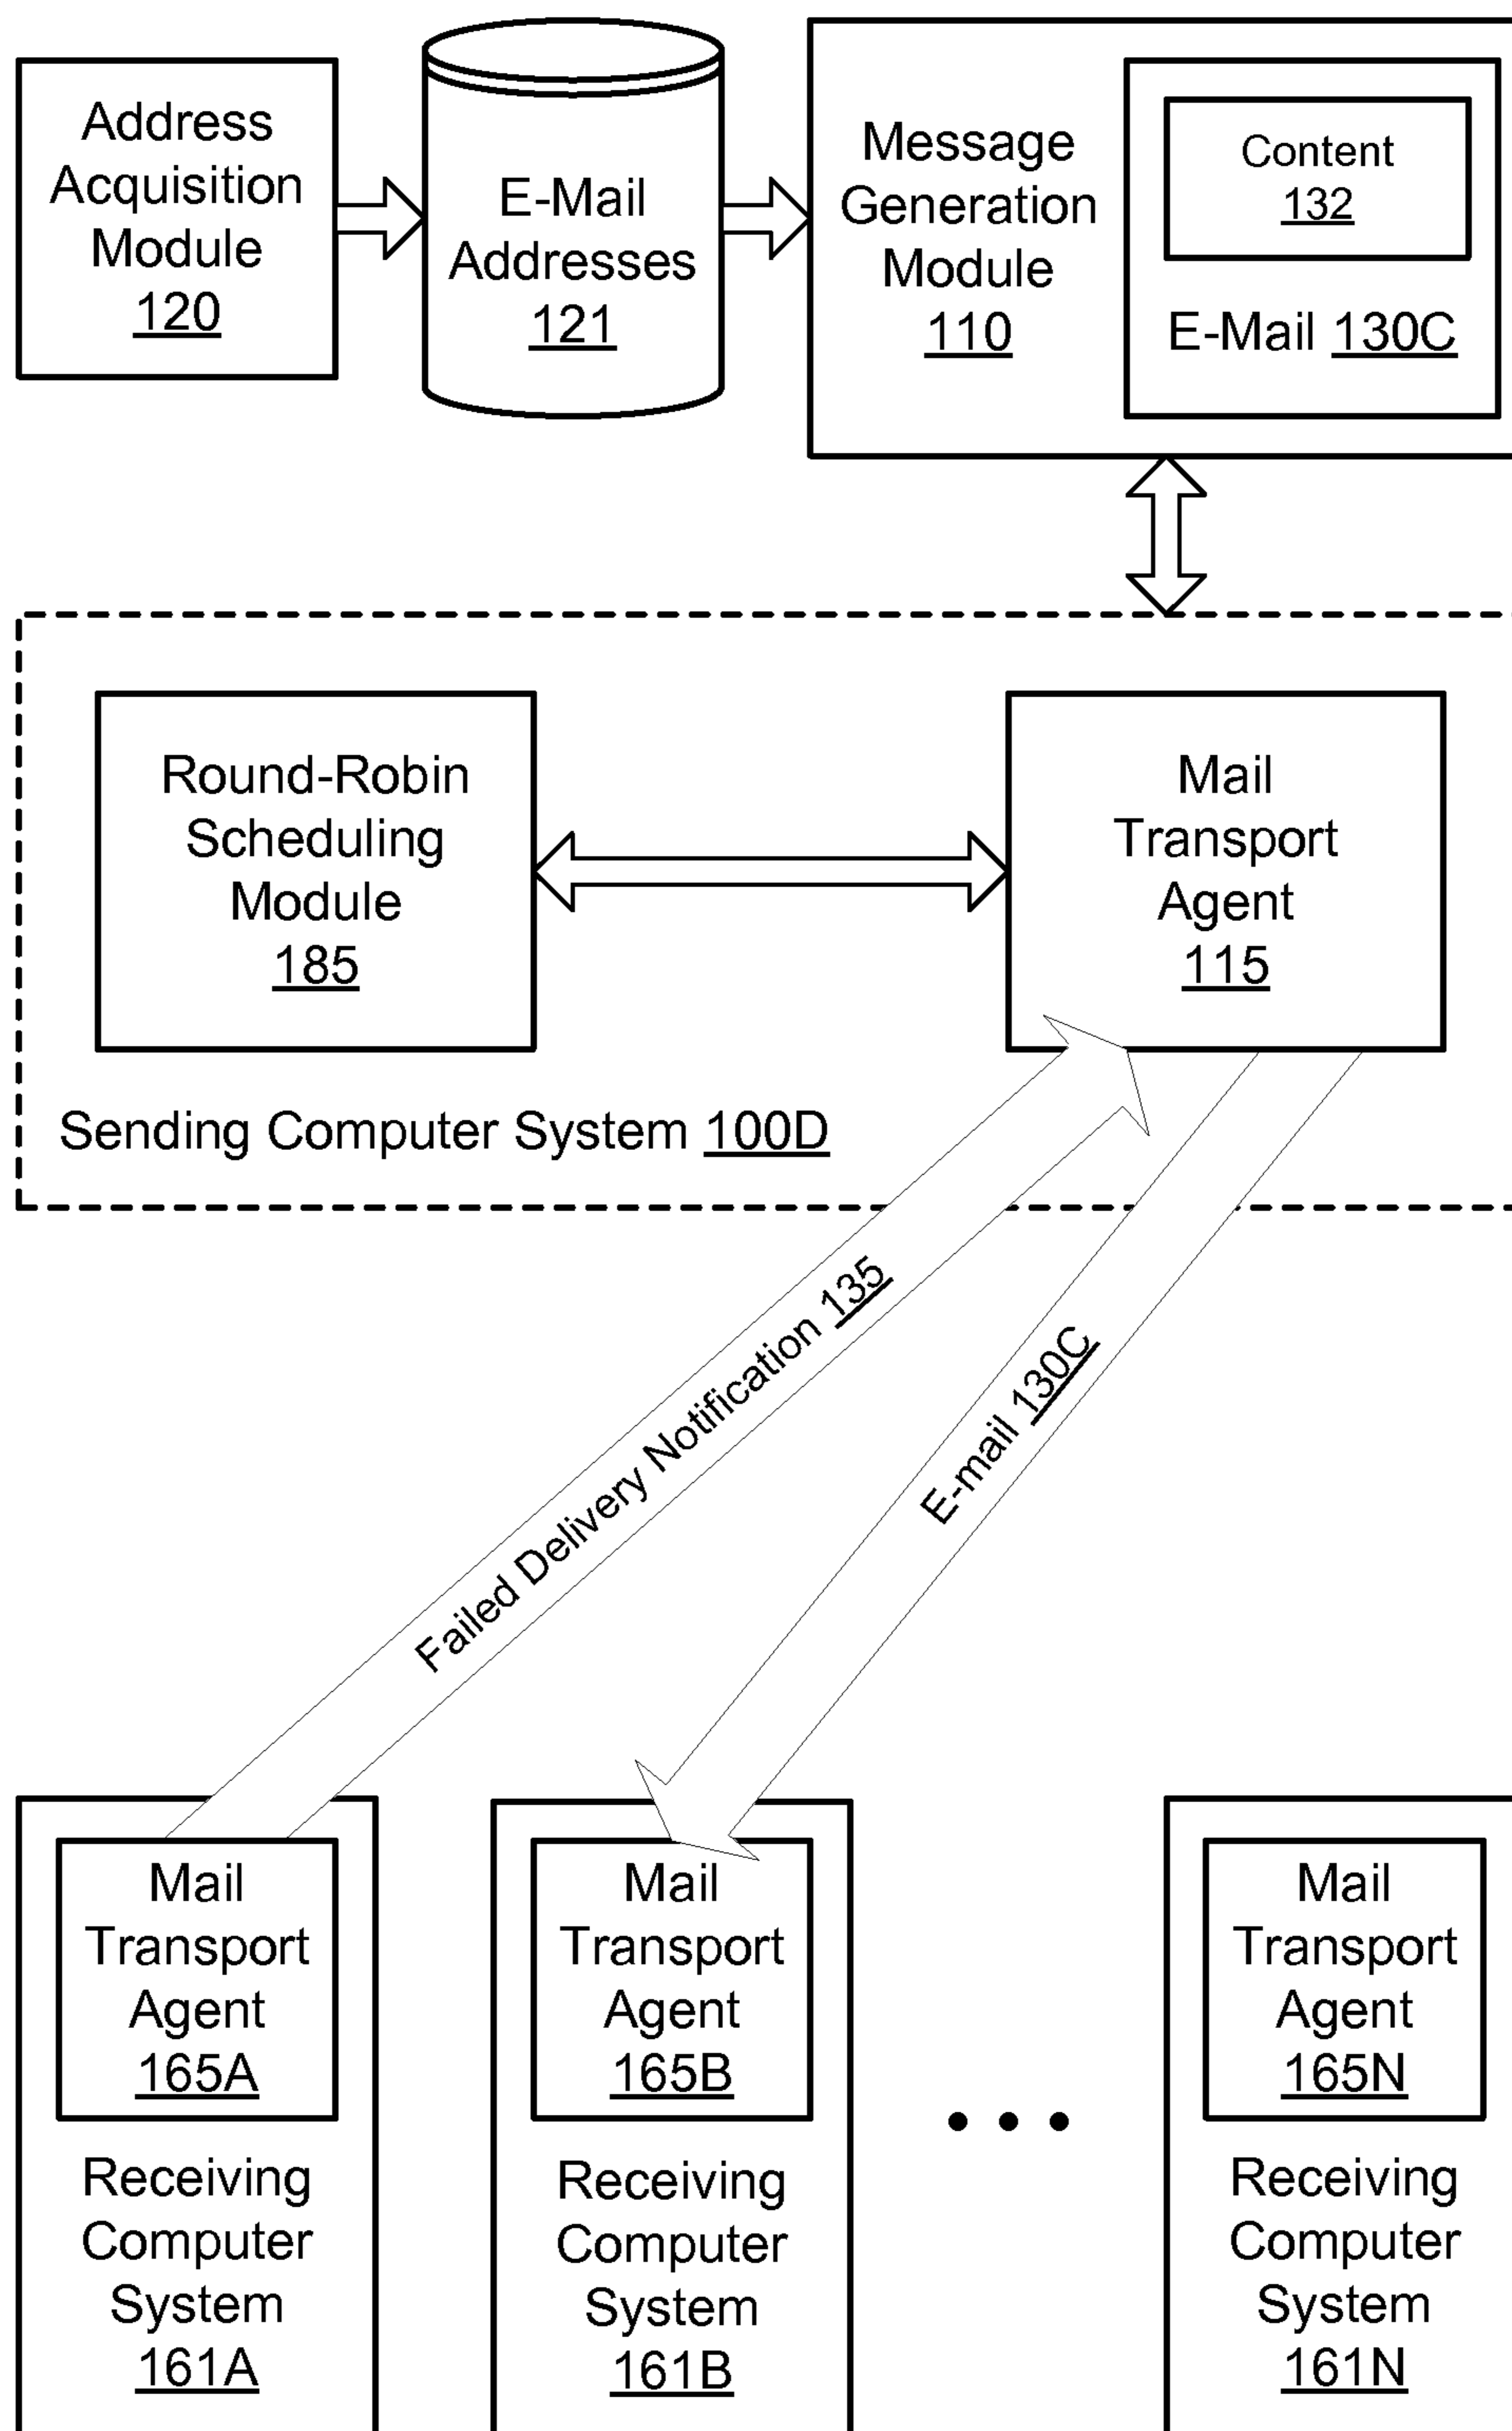 Address
Acquisition
Module
120
E-Mail
Addresses
121
Message
Generation
Module
110
Content
132
E-Mail 130C
Round-Robin
Scheduling
Module
185
Mail
Transport
Agent
115
Sending Computer System 100D
Failed Delivery Notification 135
E-mail 130C
Mail
Transport
Agent
165A
Receiving
Computer
System
161A
Mail
Transport
Agent
165B
Receiving
Computer
System
161B
Mail
Transport
Agent
165N
Receiving
Computer
System
161N